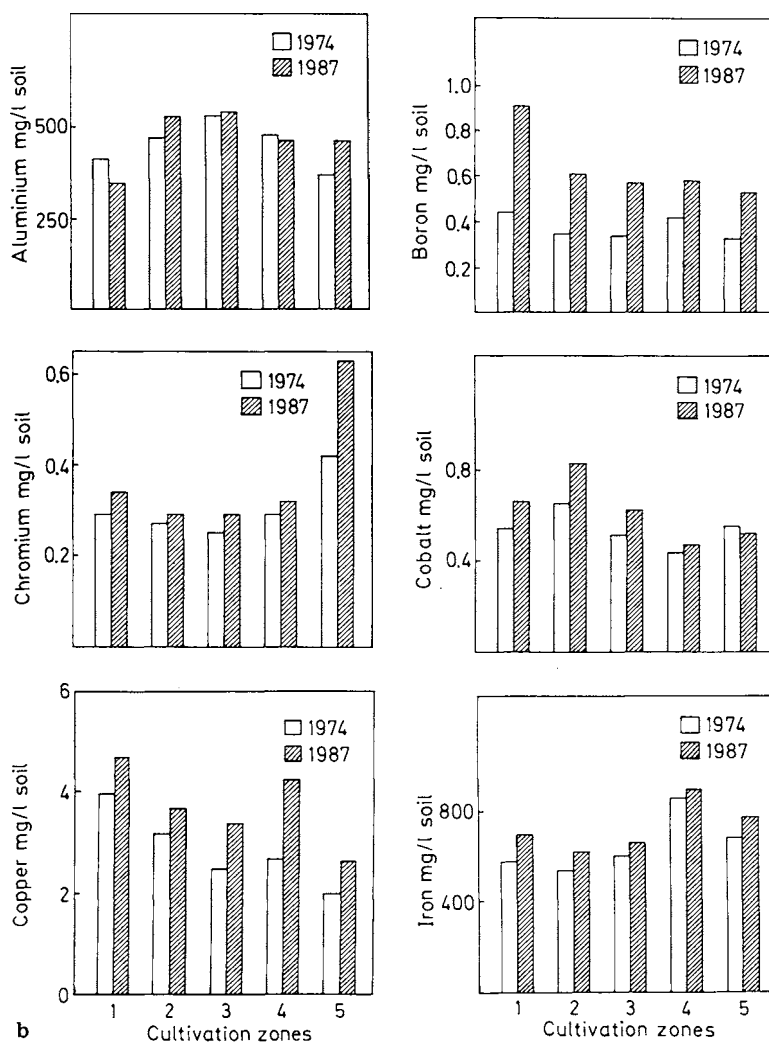 Aluminium mg/l soil
500
250
1974
1987
Boron mg/l soil
1.0
0.8
0.6
0.4
0.2
1974
1987
Chromium mg/l soil
0.6
0.4
0.2
1974
1987
Cobalt mg/l soil
0.8
0.4
1974
1987
Copper mg/l soil
6
4
2
0
1974
1987
1 2 3 4 5
Cultivation zones
Iron mg/l soil
800
400
1974
1987
1 2 3 4 5
Cultivation zones
b